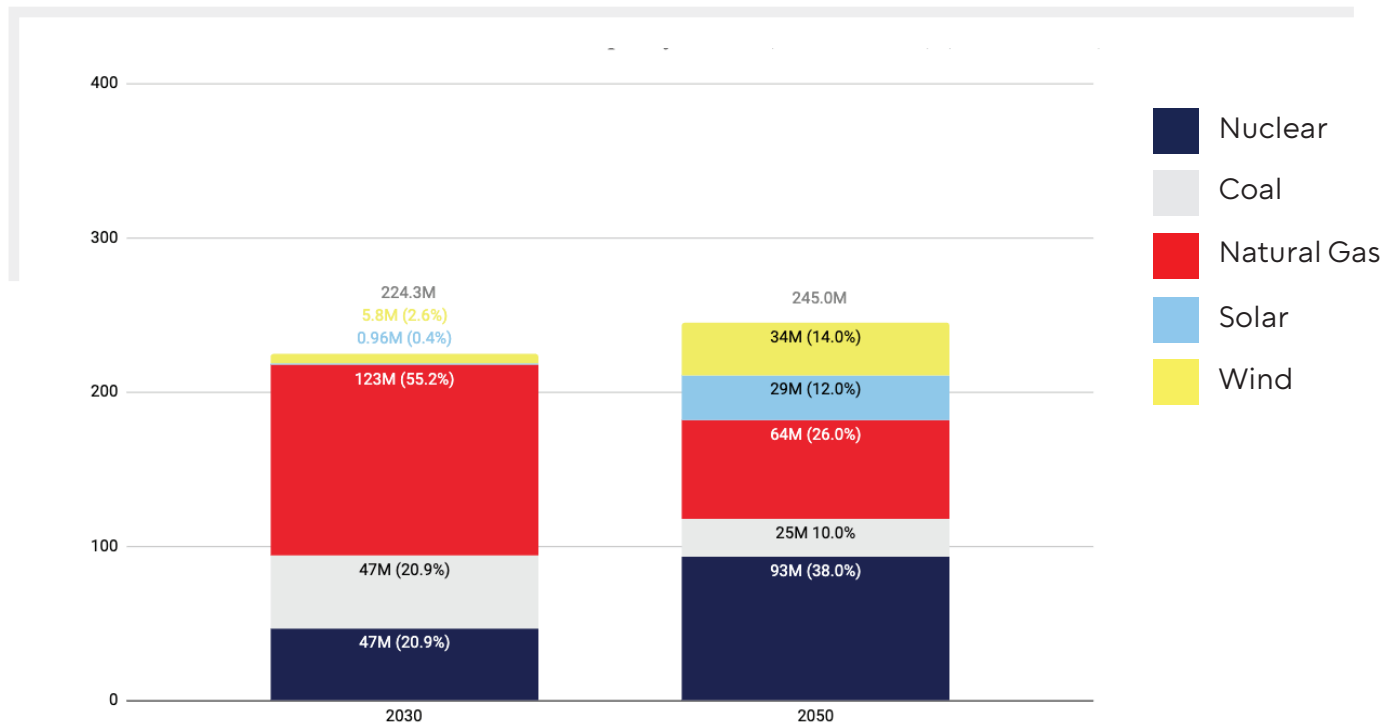 400
300
200
100
0
224.3M
5.8M (2.6%)
0.96M (0.4%)
123M (55.2%)
47M (20.9%)
47M (20.9%)
2030
245.0M
34M (14.0%)
29M (12.0%)
64M (26.0%)
25M 10.0%
93M (38.0%)
2050
Nuclear
Coal
Natural Gas
Solar
Wind